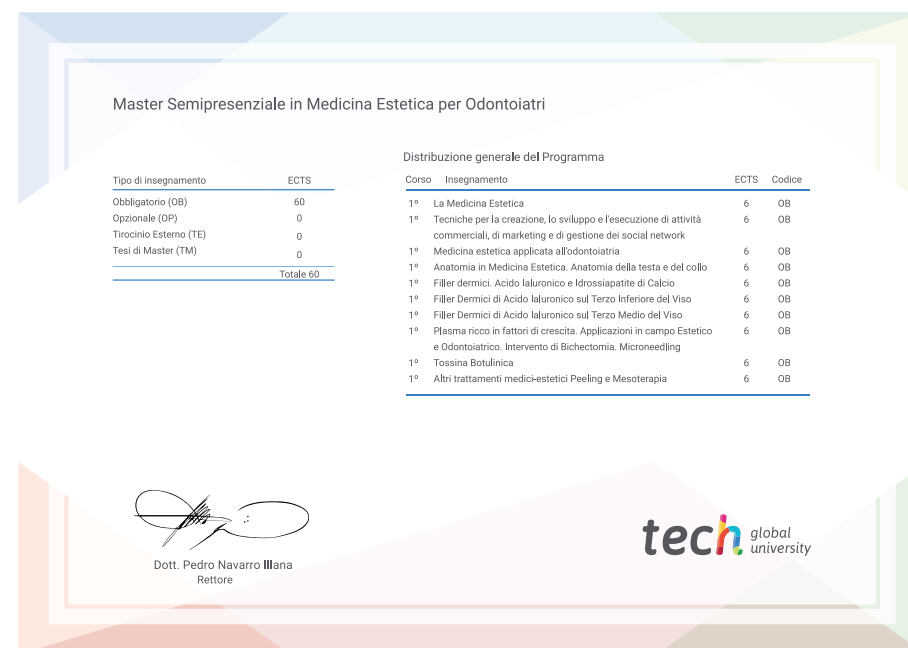 Master Semipresenziale in Medicina Estetica per Odontoiatri
Tipo di insegnamento ECTS
Obbligatorio (OB) 60
Opzionale (OP) 0
Tirocinio Esterno (TE) 0
Tesi di Master (TM) 0
Totale 60
Distribuzione generale del Programma
Corso Insegnamento ECTS Codice
1º La Medicina Estetica 6 OB
1º Tecniche per la creazione, lo sviluppo e l'esecuzione di attività 6 OB
commerciali, di marketing e di gestione dei social network
1º Medicina estetica applicata all'odontoiatria 6 OB
1º Anatomia in Medicina Estetica. Anatomia della testa e del collo 6 OB
1º Filler dermici. Acido Ialuronico e Idrossiapatite di Calcio 6 OB
1º Filler Dermici di Acido Ialuronico sul Terzo Inferiore del Viso 6 OB
1º Filler Dermici di Acido Ialuronico sul Terzo Medio del Viso 6 OB
1º Plasma ricco in fattori di crescita. Applicazioni in campo Estetico 6 OB
e Odontoiatrico. Intervento di Bichectomia. Microneedling
1º Tossina Botulinica 6 OB
1º Altri trattamenti medici-estetici Peeling e Mesoterapia 6 OB
Dott. Pedro Navarro Illana
Rettore
tech global
university